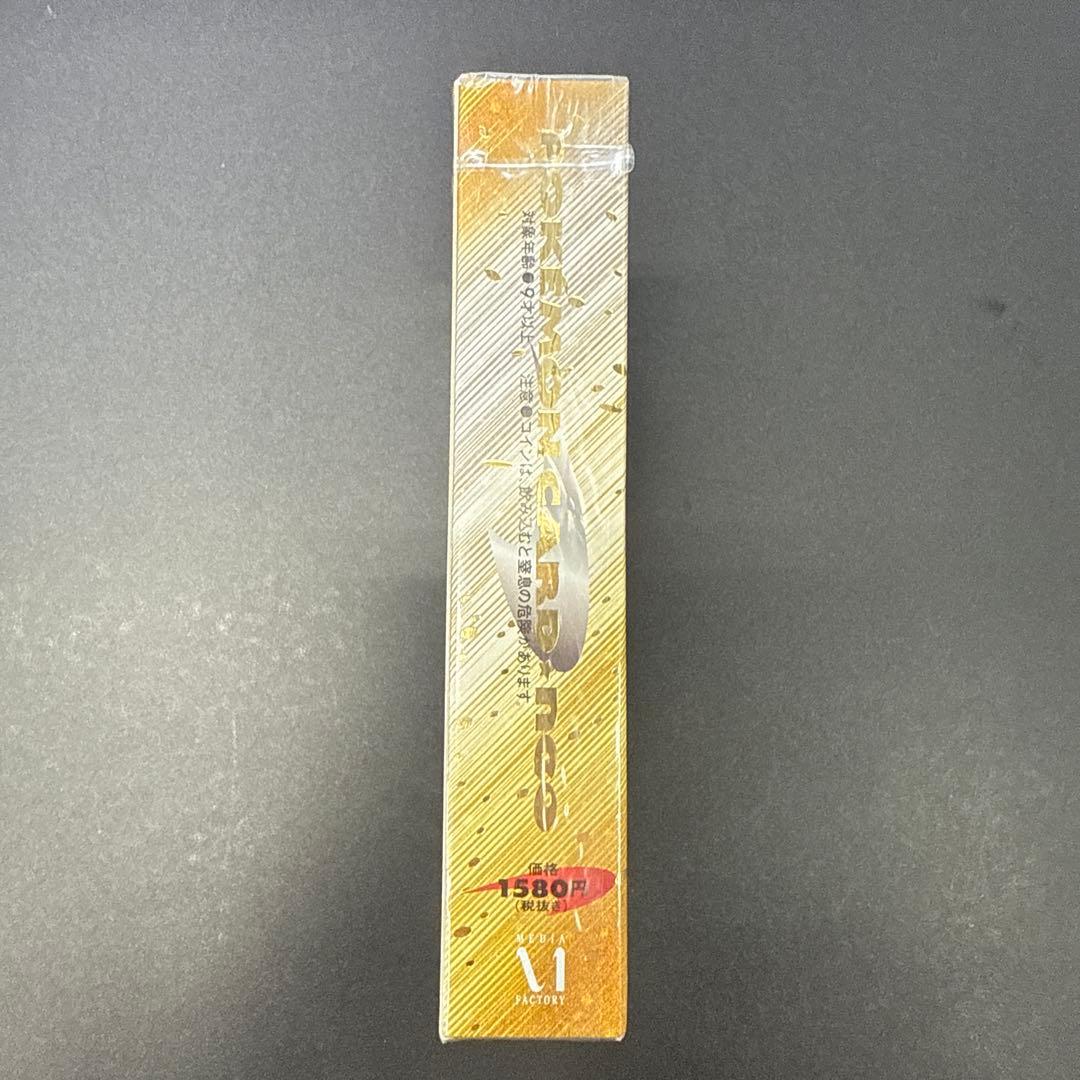 POKÉMON CARD★neo
対象年齢●9才以上 注意●コインは、飲み込むと窒息の危険があります。
価格
1580円
(税抜き)
MEDIA
FACTORY